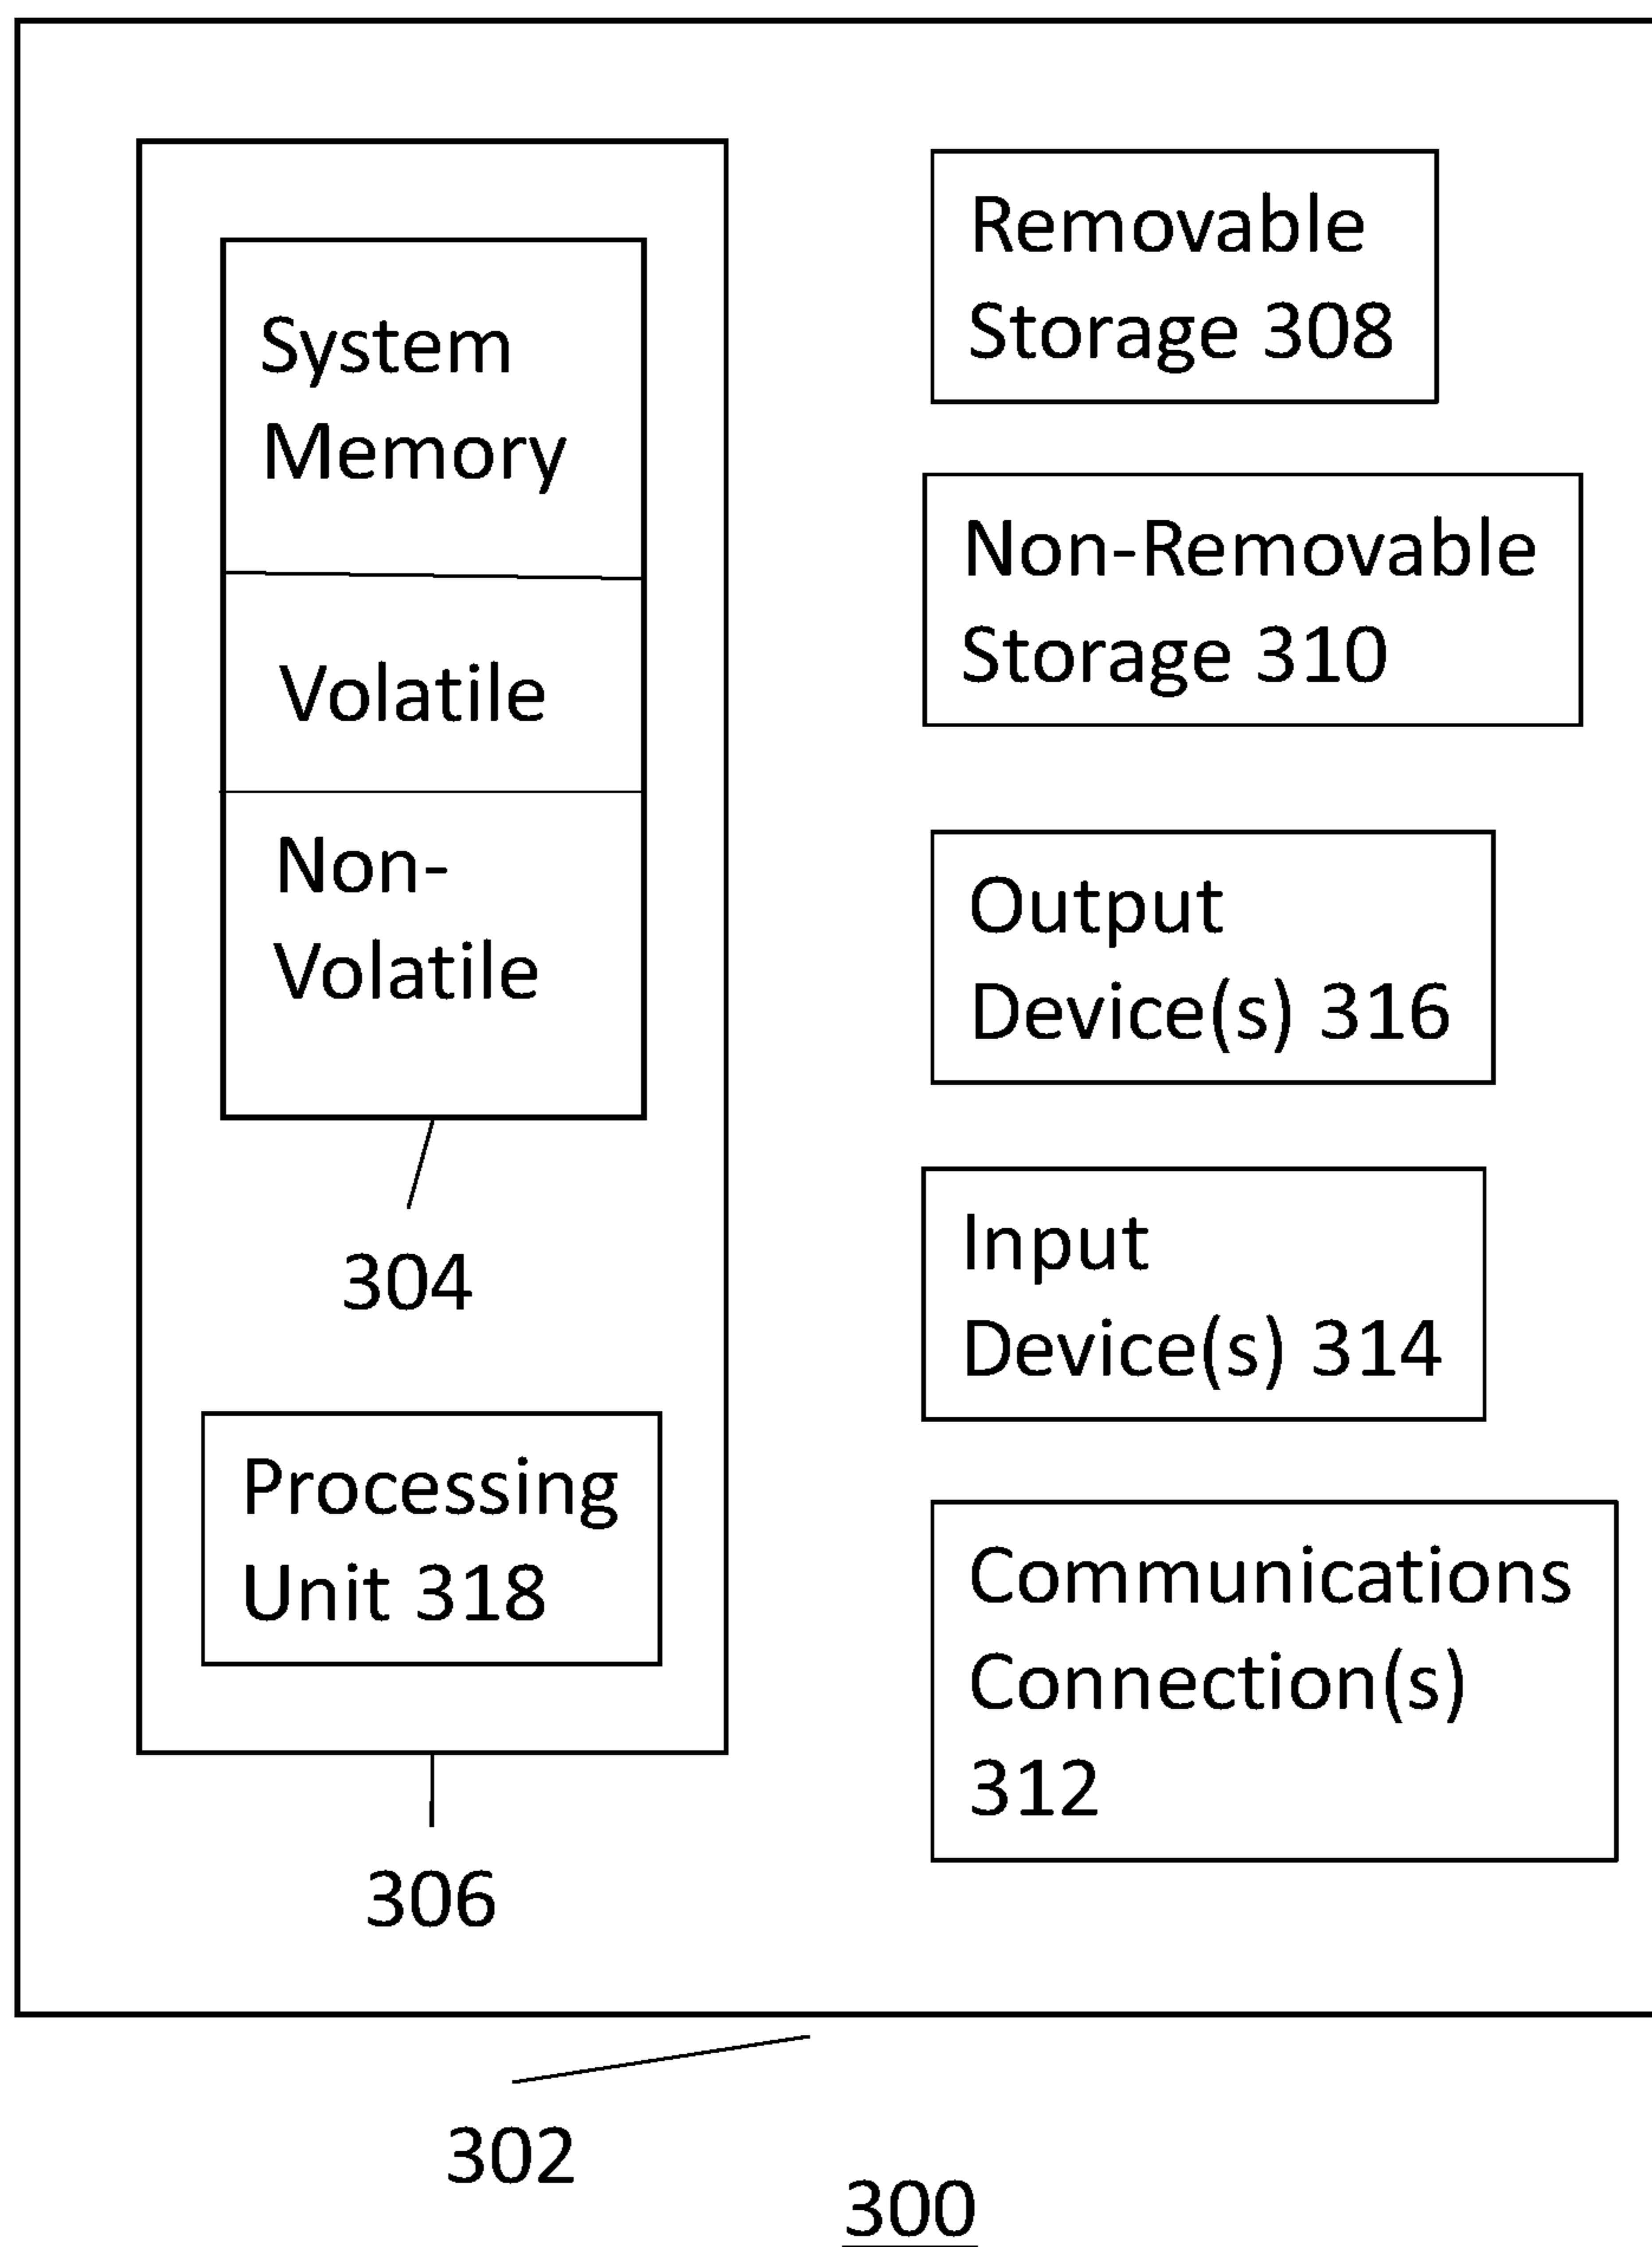 System
Memory
Volatile
Non-
Volatile
304
Processing
Unit 318
306
Removable
Storage 308
Non-Removable
Storage 310
Output
Device(s) 316
Input
Device(s) 314
Communications
Connection(s)
312
302
300